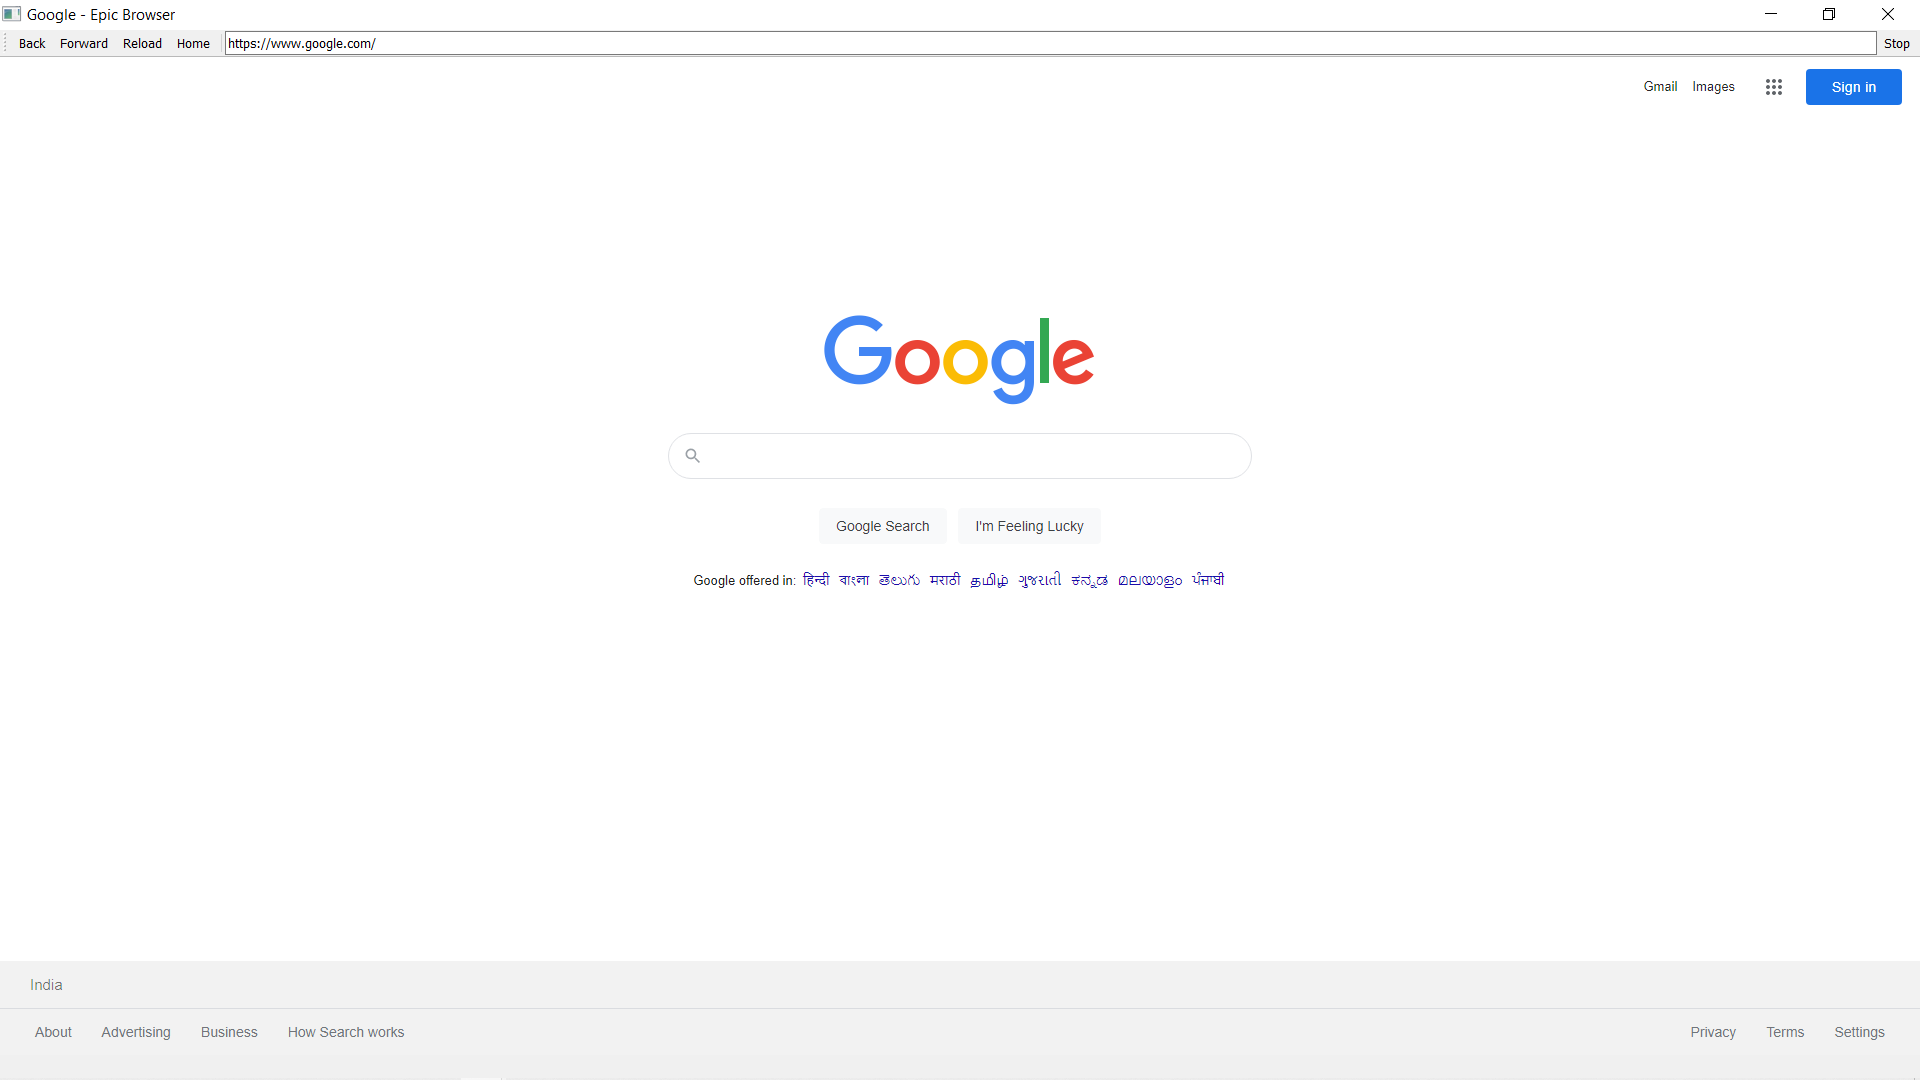 Google - Epic Browser
Back Forward Reload Home https://www.google.com/ Stop
Gmail Images Sign in
Google
Google Search I'm Feeling Lucky
Google offered in: हिन्दी বাংলা తెలుగు मराठी தமிழ் ગુજરાતી ಕನ್ನಡ മലയാളം ਪੰਜਾਬੀ
India
About Advertising Business How Search works Privacy Terms Settings